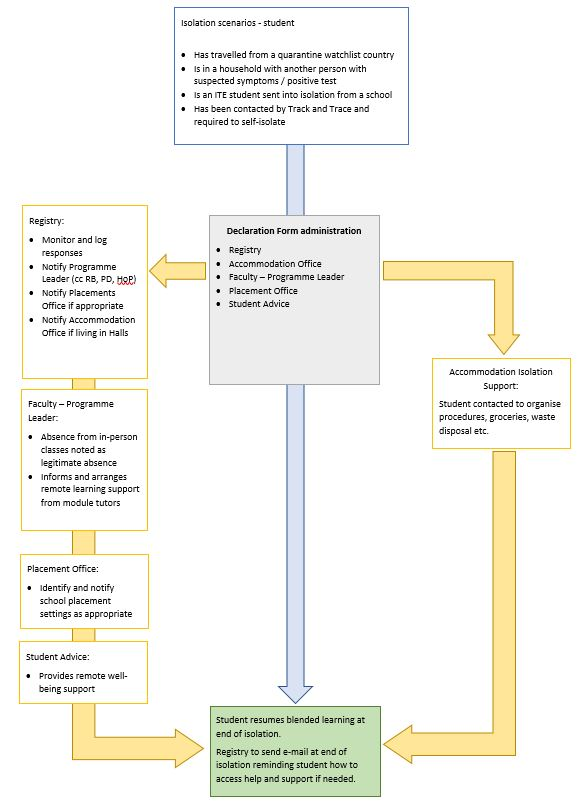 Isolation scenarios - student
• Has travelled from a quarantine watchlist country
• Is in a household with another person with
suspected symptoms / positive test
• Is an ITE student sent into isolation from a school
• Has been contacted by Track and Trace and
required to self-isolate
Declaration Form administration
• Registry
• Accommodation Office
• Faculty – Programme Leader
• Placement Office
• Student Advice
Registry:
• Monitor and log
responses
• Notify Programme
Leader (cc RB, PD, HoP)
• Notify Placements
Office if appropriate
• Notify Accommodation
Office if living in Halls
Faculty – Programme
Leader:
• Absence from in-person
classes noted as
legitimate absence
• Informs and arranges
remote learning support
from module tutors
Placement Office:
• Identify and notify
school placement
settings as appropriate
Student Advice:
• Provides remote well-
being support
Accommodation Isolation
Support:
Student contacted to organise
procedures, groceries, waste
disposal etc.
Student resumes blended learning at
end of isolation.
Registry to send e-mail at end of
isolation reminding student how to
access help and support if needed.